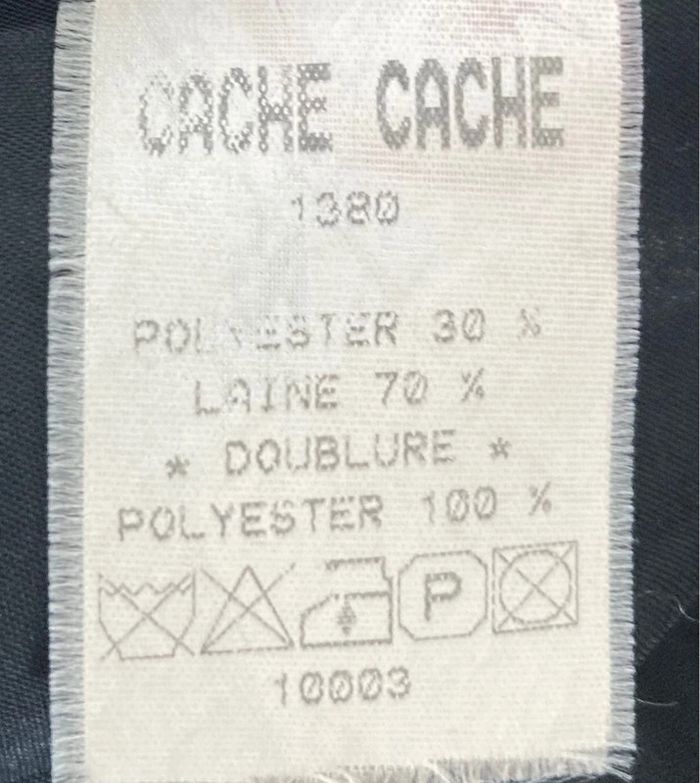 CACHE CACHE
1380
POLYESTER 30 %
LAINE 70 %
* DOUBLURE *
POLYESTER 100 %
P
10003